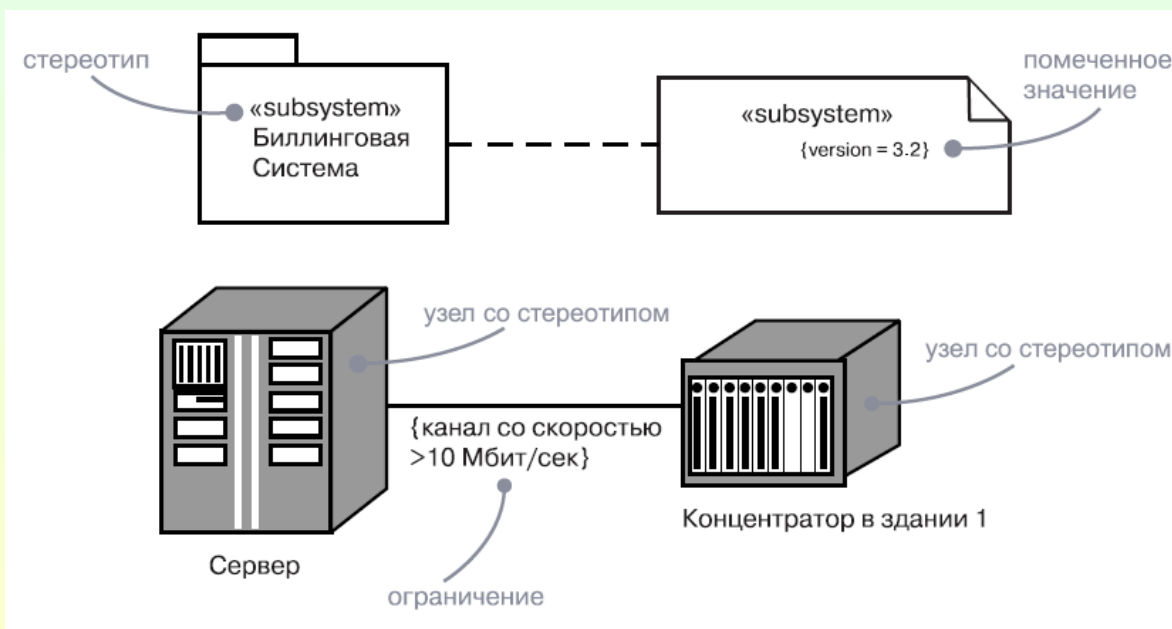 стереотип
«subsystem»
Биллинговая
Система
«subsystem»
{version = 3.2}
помеченное
значение
узел со стереотипом
узел со стереотипом
{канал со скоростью
>10 Мбит/сек}
Сервер
Концентратор в здании 1
ограничение